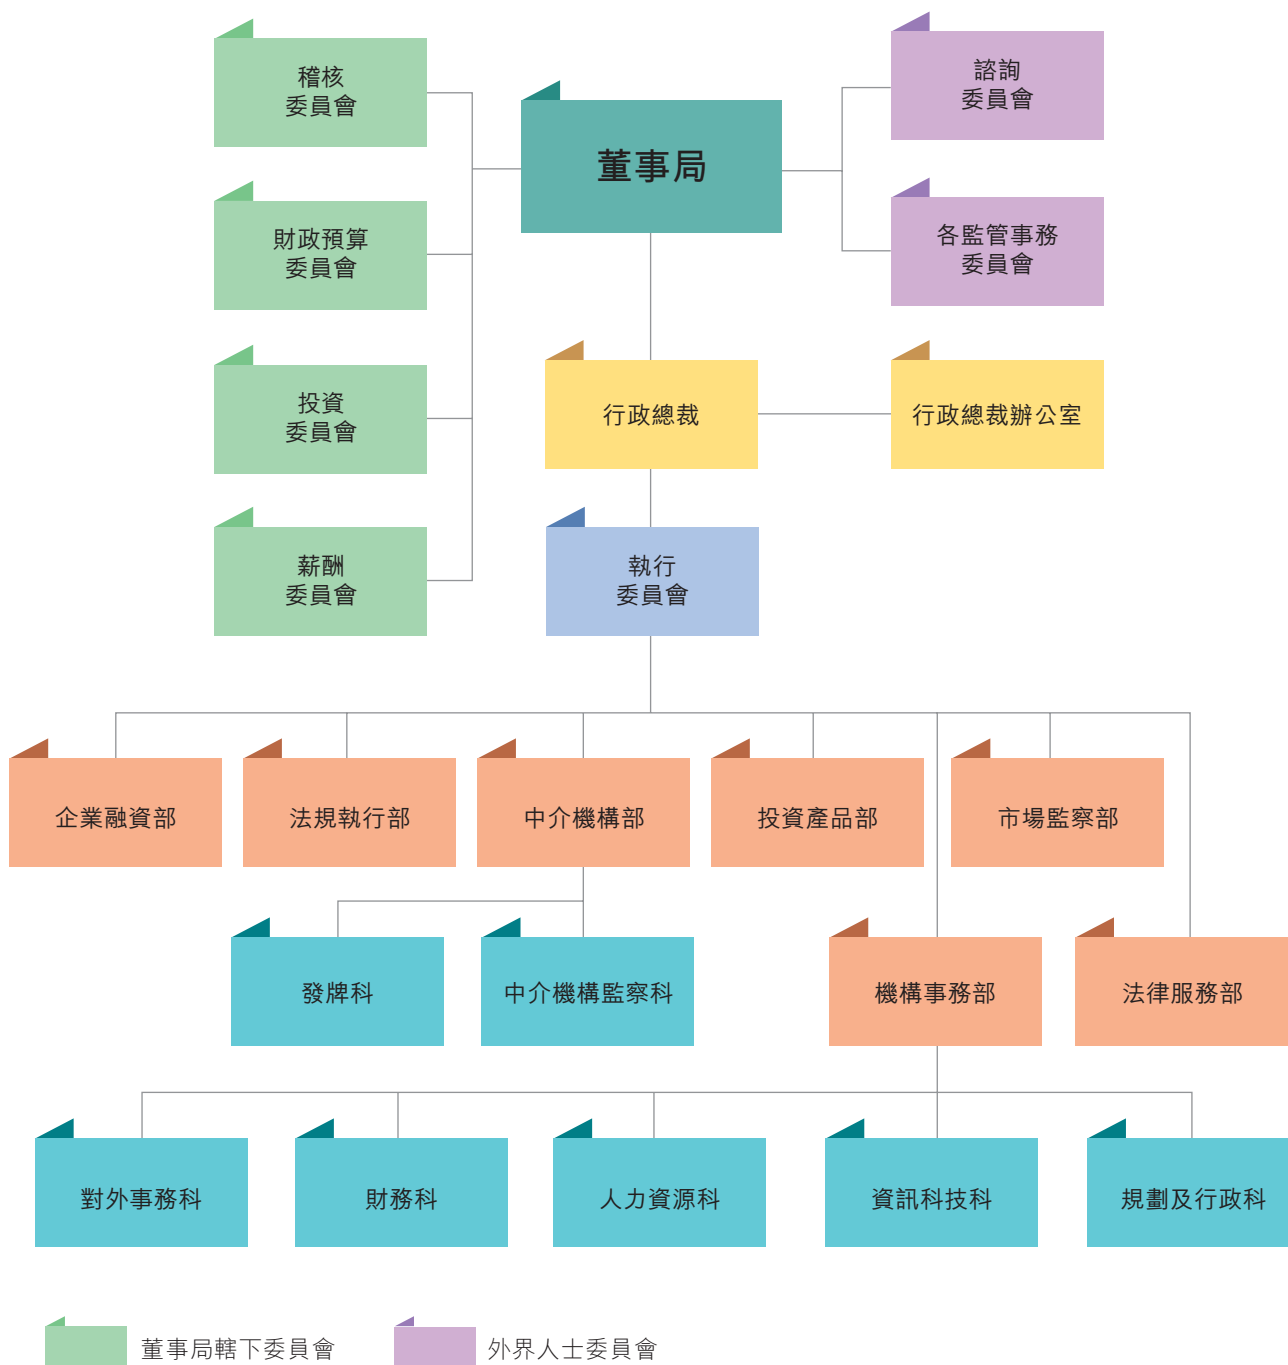 稽核
委員會
財政預算
委員會
投資
委員會
薪酬
委員會
董事局
諮詢
委員會
各監管事務
委員會
行政總裁
行政總裁辦公室
執行
委員會
企業融資部
法規執行部
中介機構部
投資產品部
市場監察部
發牌科
中介機構監察科
機構事務部
法律服務部
對外事務科
財務科
人力資源科
資訊科技科
規劃及行政科
董事局轄下委員會
外界人士委員會